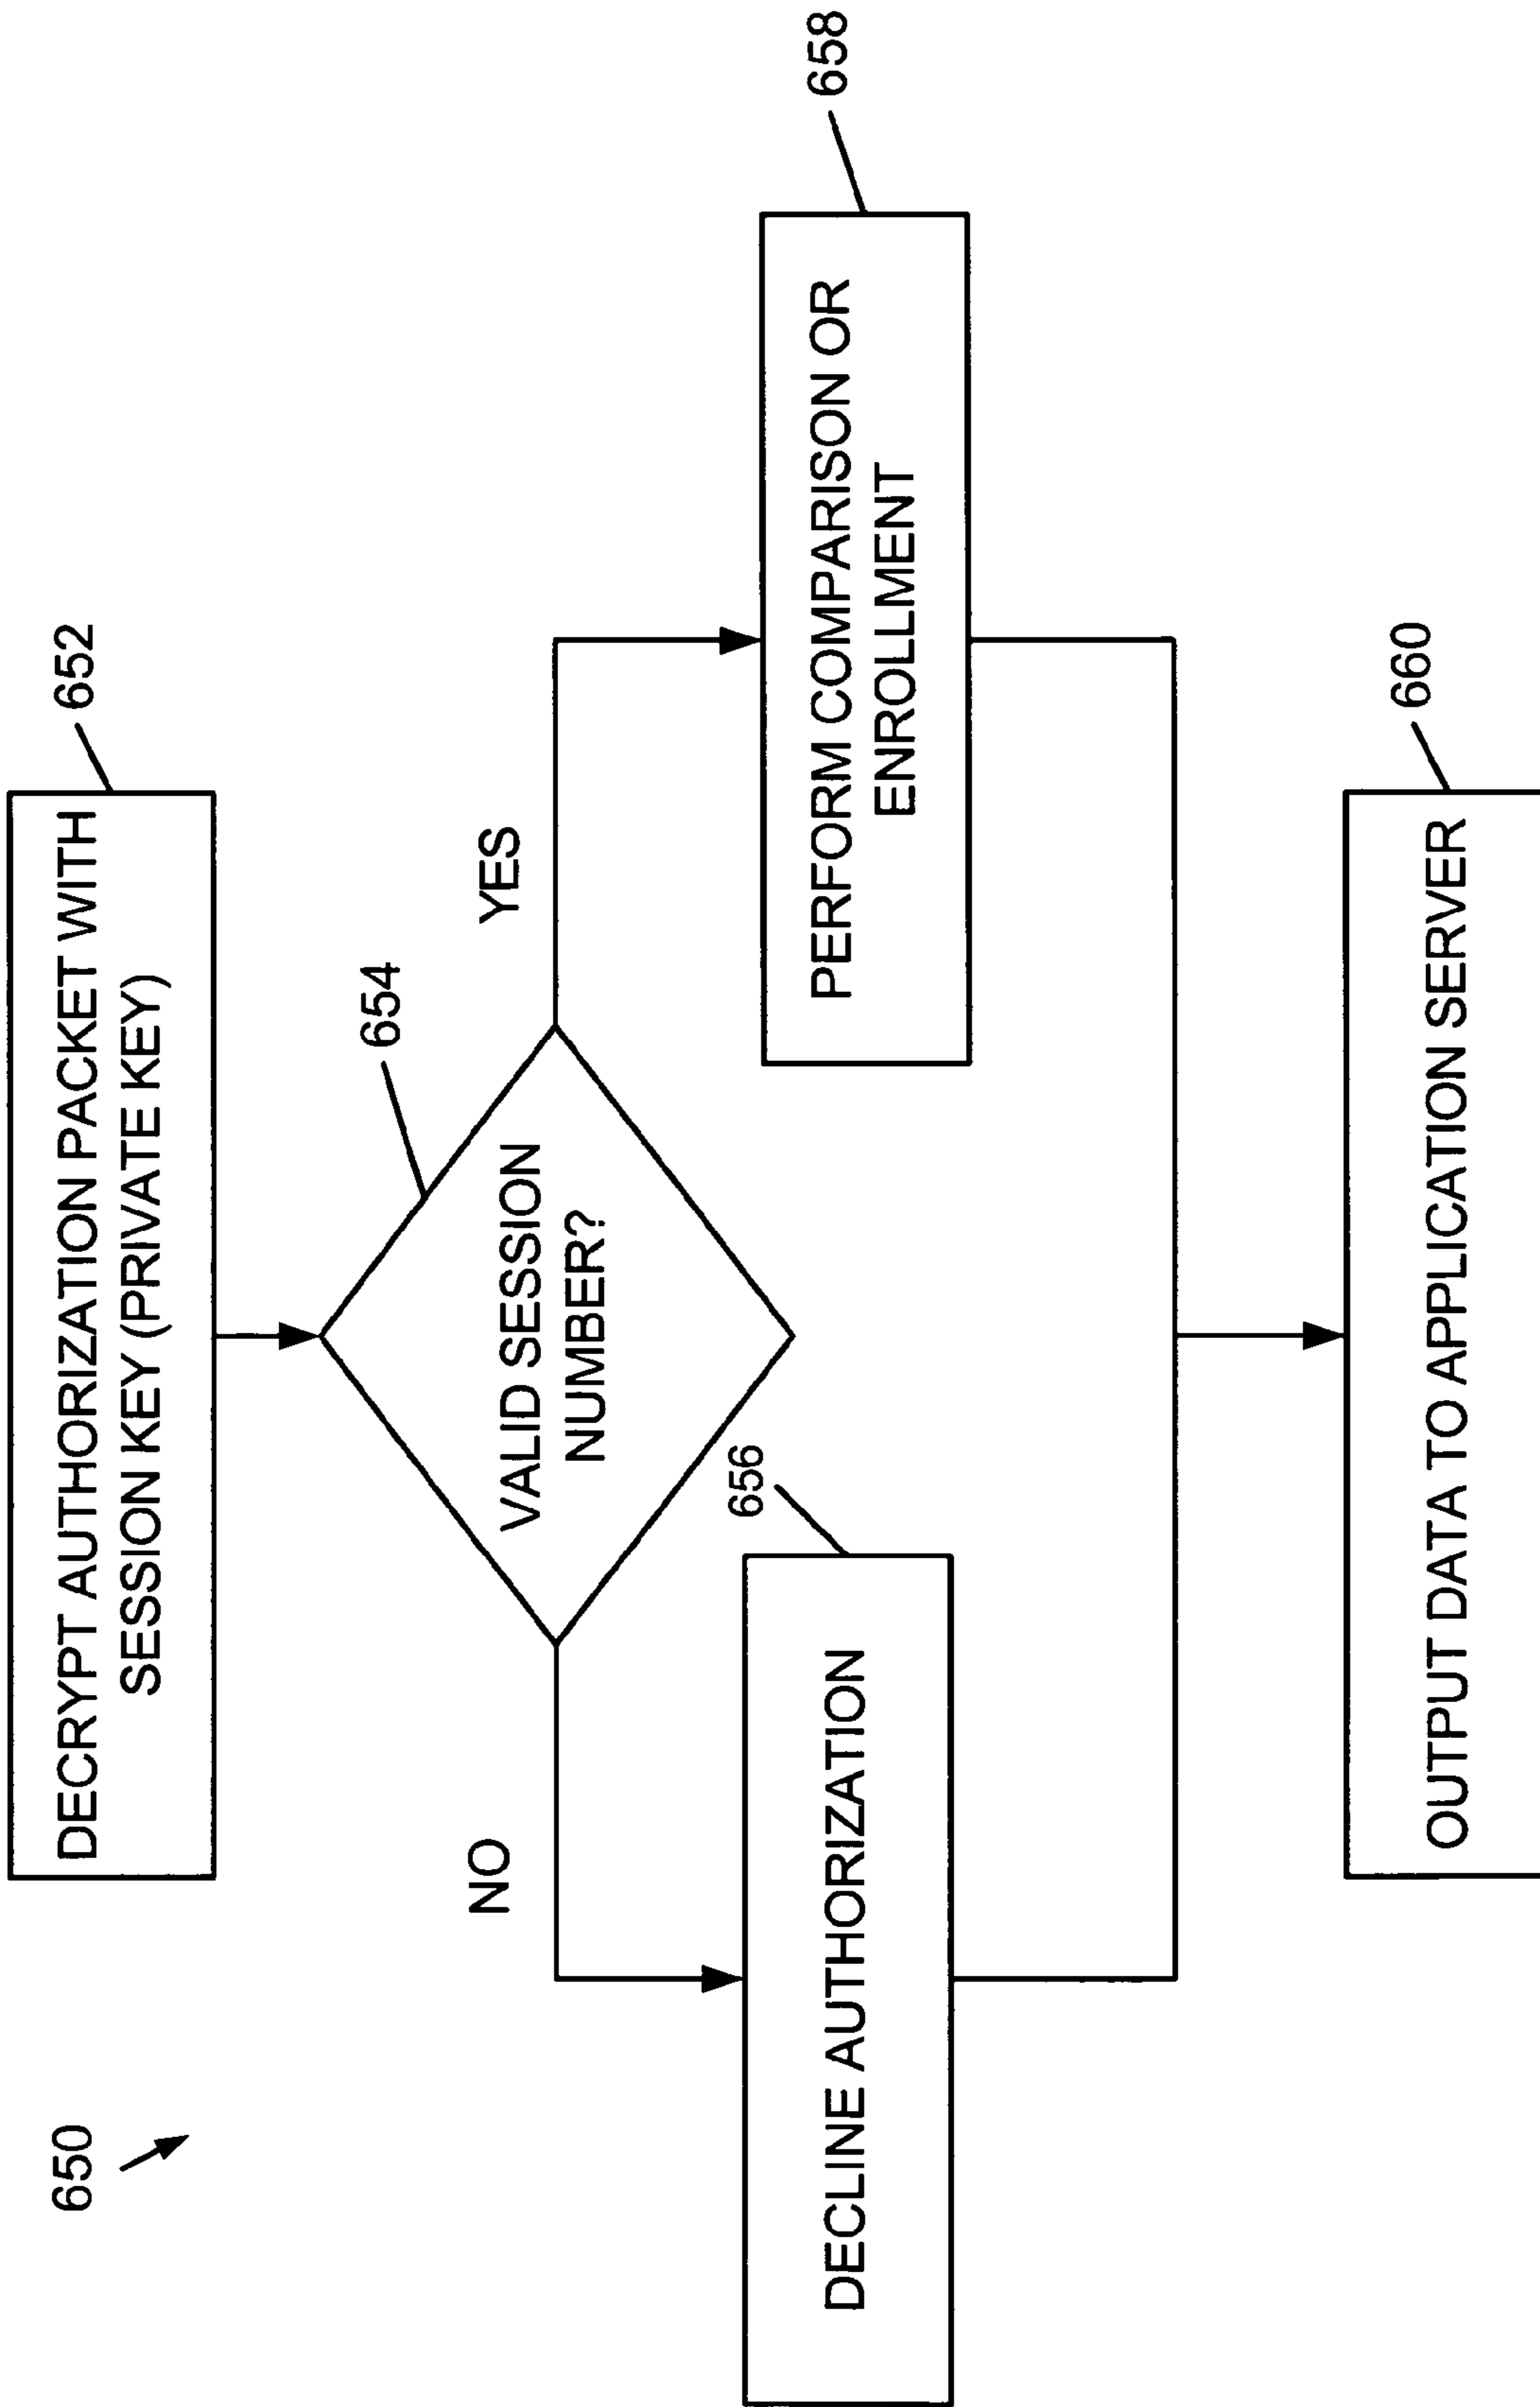 650
DECRYPT AUTHORIZATION PACKET WITH
SESSION KEY (PRIVATE KEY)
652
654
VALID SESSION
NUMBER?
NO
YES
656
DECLINE AUTHORIZATION
PERFORM COMPARISON OR
ENROLLMENT
658
OUTPUT DATA TO APPLICATION SERVER
660